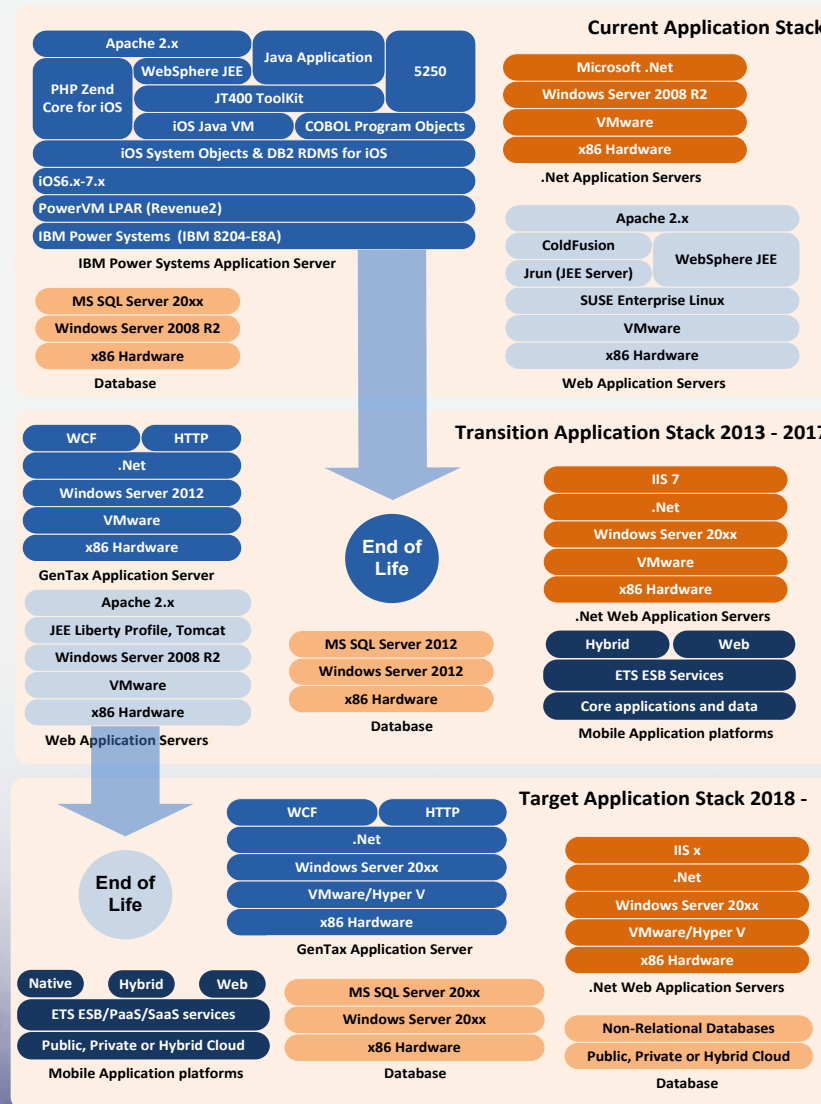 Current Application Stack
Apache 2.x
Java Application
5250
PHP Zend
Core for iOS
WebSphere JEE
JT400 ToolKit
iOS Java VM
COBOL Program Objects
iOS System Objects & DB2 RDMS for iOS
iOS6.x-7.x
PowerVM LPAR (Revenue2)
IBM Power Systems (IBM 8204-E8A)
IBM Power Systems Application Server
MS SQL Server 20xx
Windows Server 2008 R2
x86 Hardware
Database
Microsoft .Net
Windows Server 2008 R2
VMware
x86 Hardware
.Net Application Servers
Apache 2.x
ColdFusion
Jrun (JEE Server)
WebSphere JEE
SUSE Enterprise Linux
VMware
x86 Hardware
Web Application Servers
Transition Application Stack 2013 - 2017
WCF
HTTP
.Net
Windows Server 2012
VMware
x86 Hardware
GenTax Application Server
Apache 2.x
JEE Liberty Profile, Tomcat
Windows Server 2008 R2
VMware
x86 Hardware
Web Application Servers
End of
Life
MS SQL Server 2012
Windows Server 2012
x86 Hardware
Database
IIS 7
.Net
Windows Server 20xx
VMware
x86 Hardware
.Net Web Application Servers
Hybrid
Web
ETS ESB Services
Core applications and data
Mobile Application platforms
Target Application Stack 2018 -
End of
Life
WCF
HTTP
.Net
Windows Server 20xx
VMware/Hyper V
x86 Hardware
GenTax Application Server
IIS x
.Net
Windows Server 20xx
VMware/Hyper V
x86 Hardware
.Net Web Application Servers
Native
Hybrid
Web
ETS ESB/PaaS/SaaS services
Public, Private or Hybrid Cloud
Mobile Application platforms
MS SQL Server 20xx
Windows Server 20xx
x86 Hardware
Database
Non-Relational Databases
Public, Private or Hybrid Cloud
Database